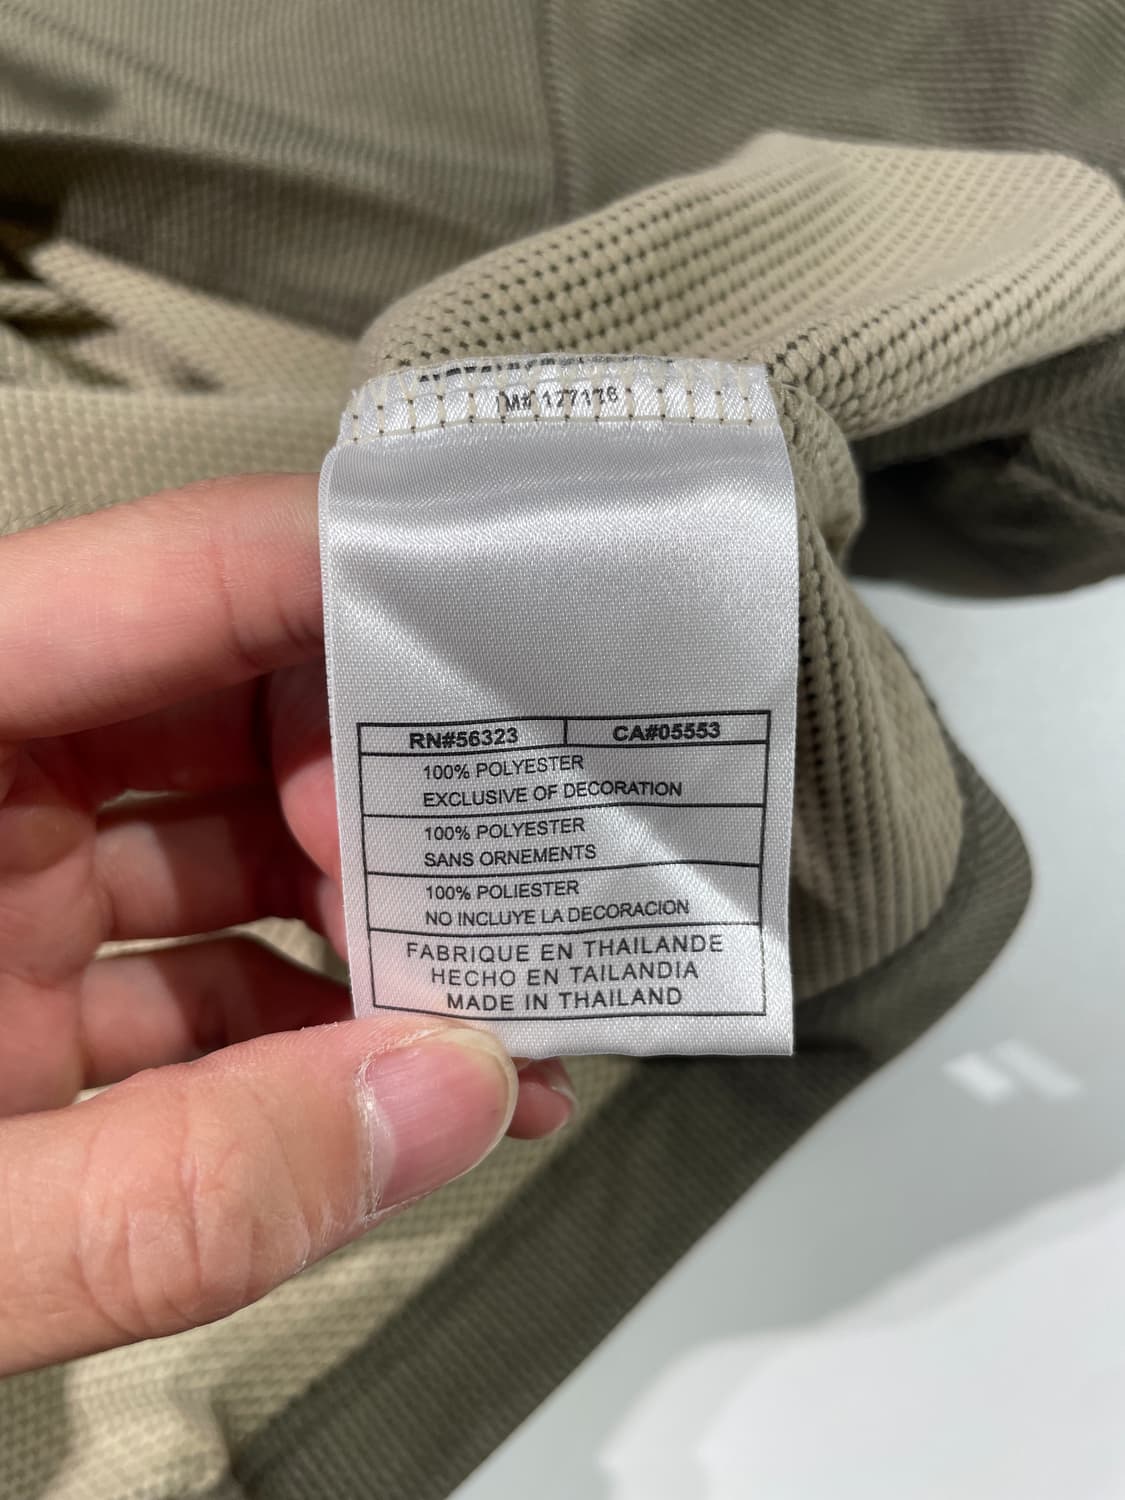 M# 127176
RN#56323 CA#05553
100% POLYESTER
EXCLUSIVE OF DECORATION
100% POLYESTER
SANS ORNEMENTS
100% POLIESTER
NO INCLUYE LA DECORACION
FABRIQUE EN THAILANDE
HECHO EN TAILANDIA
MADE IN THAILAND